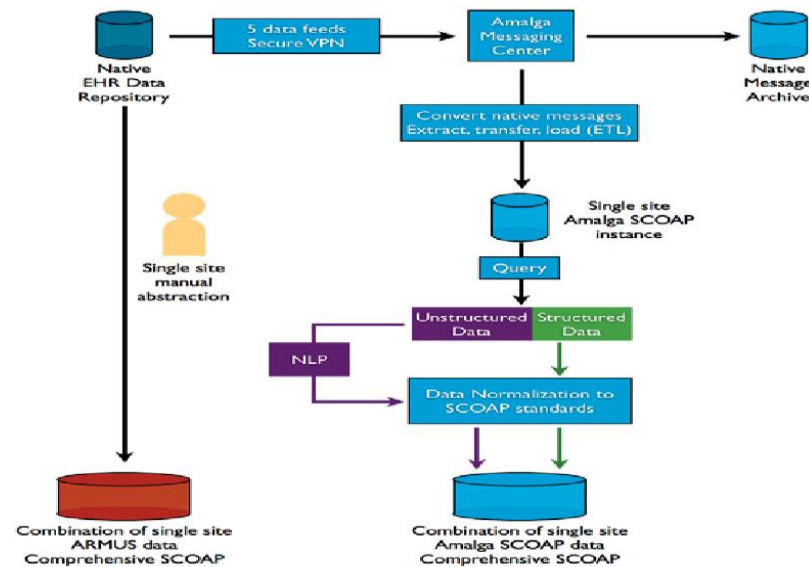 5 data feeds
Secure VPN
Amalga
Messaging
Center
Native
EHR Data
Repository
Native
Message
Archive
Convert native messages
Extract, transfer, load (ETL)
Single site
Amalga SCOAP
instance
Single site
manual
abstraction
Query
Unstructured
Data
Structured
Data
NLP
Data Normalization to
SCOAP standards
Combination of single site
ARMUS data
Comprehensive SCOAP
Combination of single site
Amalga SCOAP data
Comprehensive SCOAP